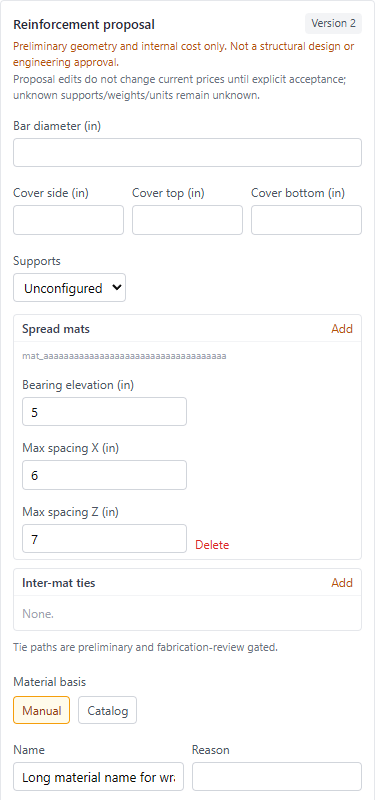 Reinforcement proposal
Version 2
Preliminary geometry and internal cost only. Not a structural design or
engineering approval.
Proposal edits do not change current prices until explicit acceptance;
unknown supports/weights/units remain unknown.
Bar diameter (in)
Cover side (in) Cover top (in) Cover bottom (in)
Supports
Unconfigured
Spread mats Add
Bearing elevation (in)
5
Max spacing X (in)
6
Max spacing Z (in)
7
Delete
Inter-mat ties Add
None.
Tie paths are preliminary and fabrication-review gated.
Material basis
Manual Catalog
Name Reason
Long material name for wra